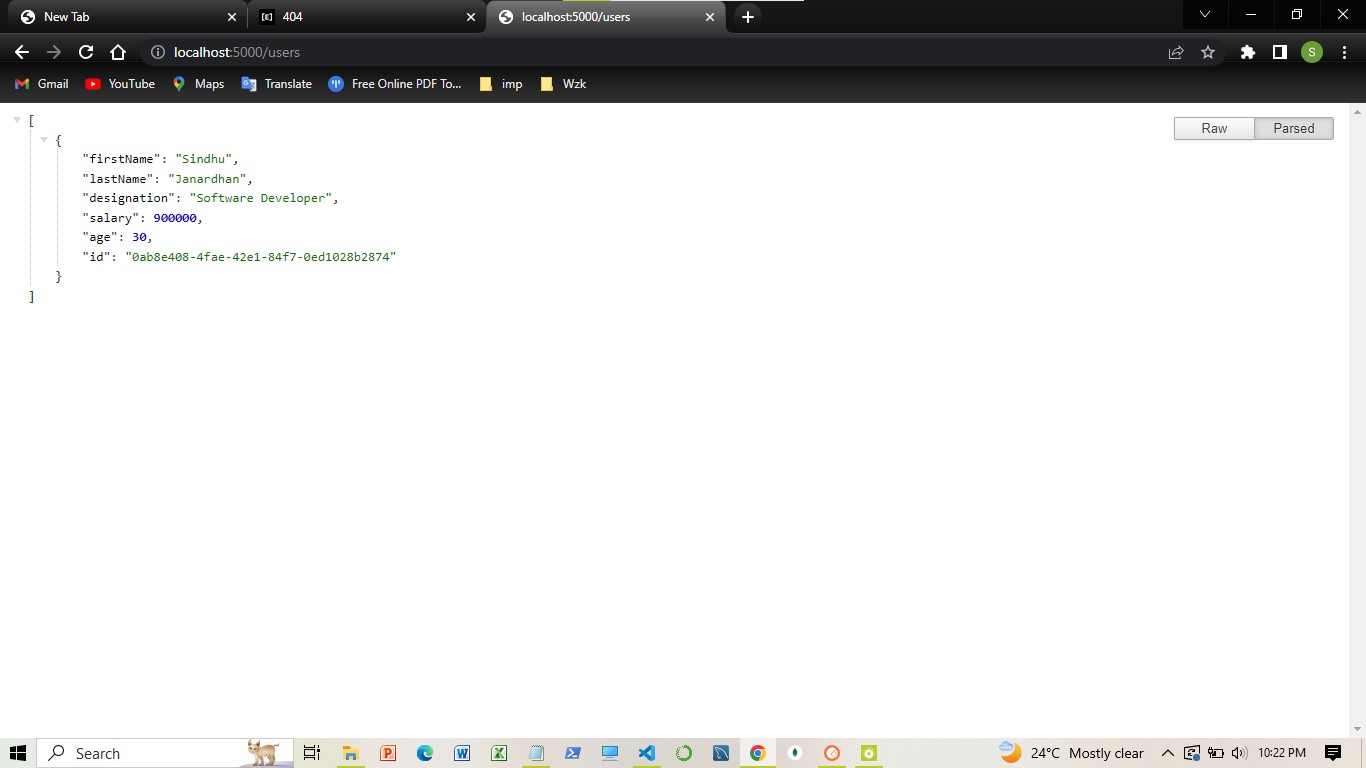 New Tab
404
localhost:5000/users
localhost:5000/users
Gmail
YouTube
Maps
Translate
Free Online PDF To...
imp
Wzk
Raw
Parsed
[
{
"firstName": "Sindhu",
"lastName": "Janardhan",
"designation": "Software Developer",
"salary": 900000,
"age": 30,
"id": "0ab8e408-4fae-42e1-84f7-0ed1028b2874"
}
]
S
Search
24°C Mostly clear
10:22 PM